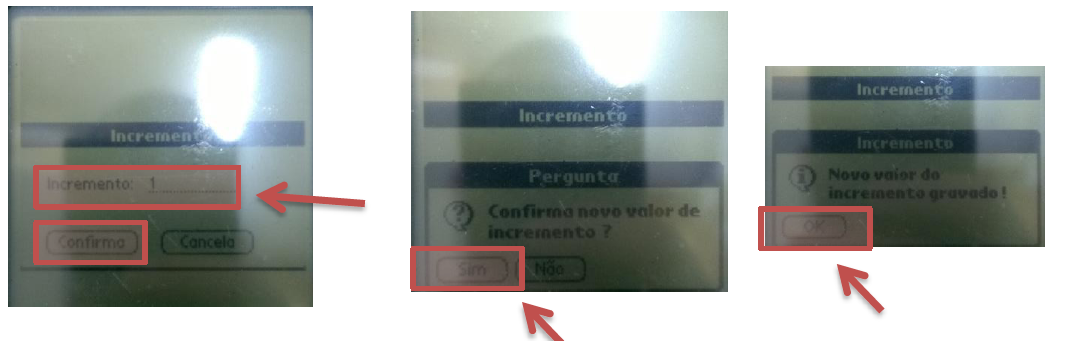 Incremento
Incremento: 1
Confirma Cancela
Incremento
Pergunta
Confirma novo valor de
incremento ?
Sim Não
Incremento
Incremento
Novo valor do
incremento gravado!
OK